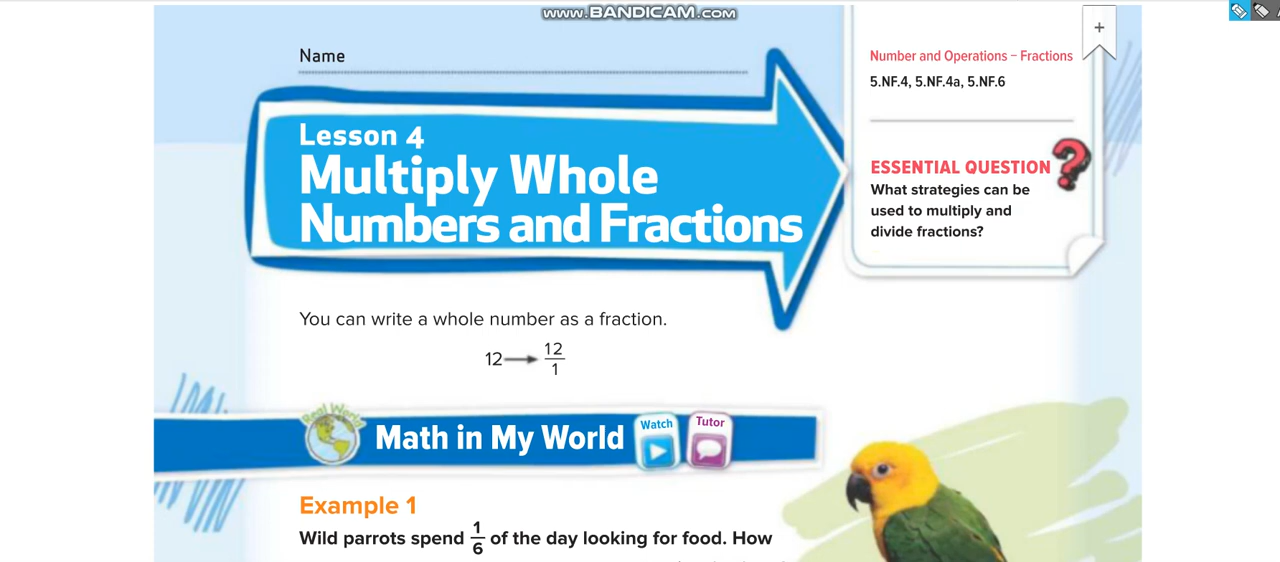 www.BANDICAM.com
Name
Number and Operations – Fractions
5.NF.4, 5.NF.4a, 5.NF.6
Lesson 4
Multiply Whole
Numbers and Fractions
ESSENTIAL QUESTION
What strategies can be
used to multiply and
divide fractions?
You can write a whole number as a fraction.
12 → 12/1
Real World
Math in My World
Watch
Tutor
Example 1
Wild parrots spend 1/6 of the day looking for food. How